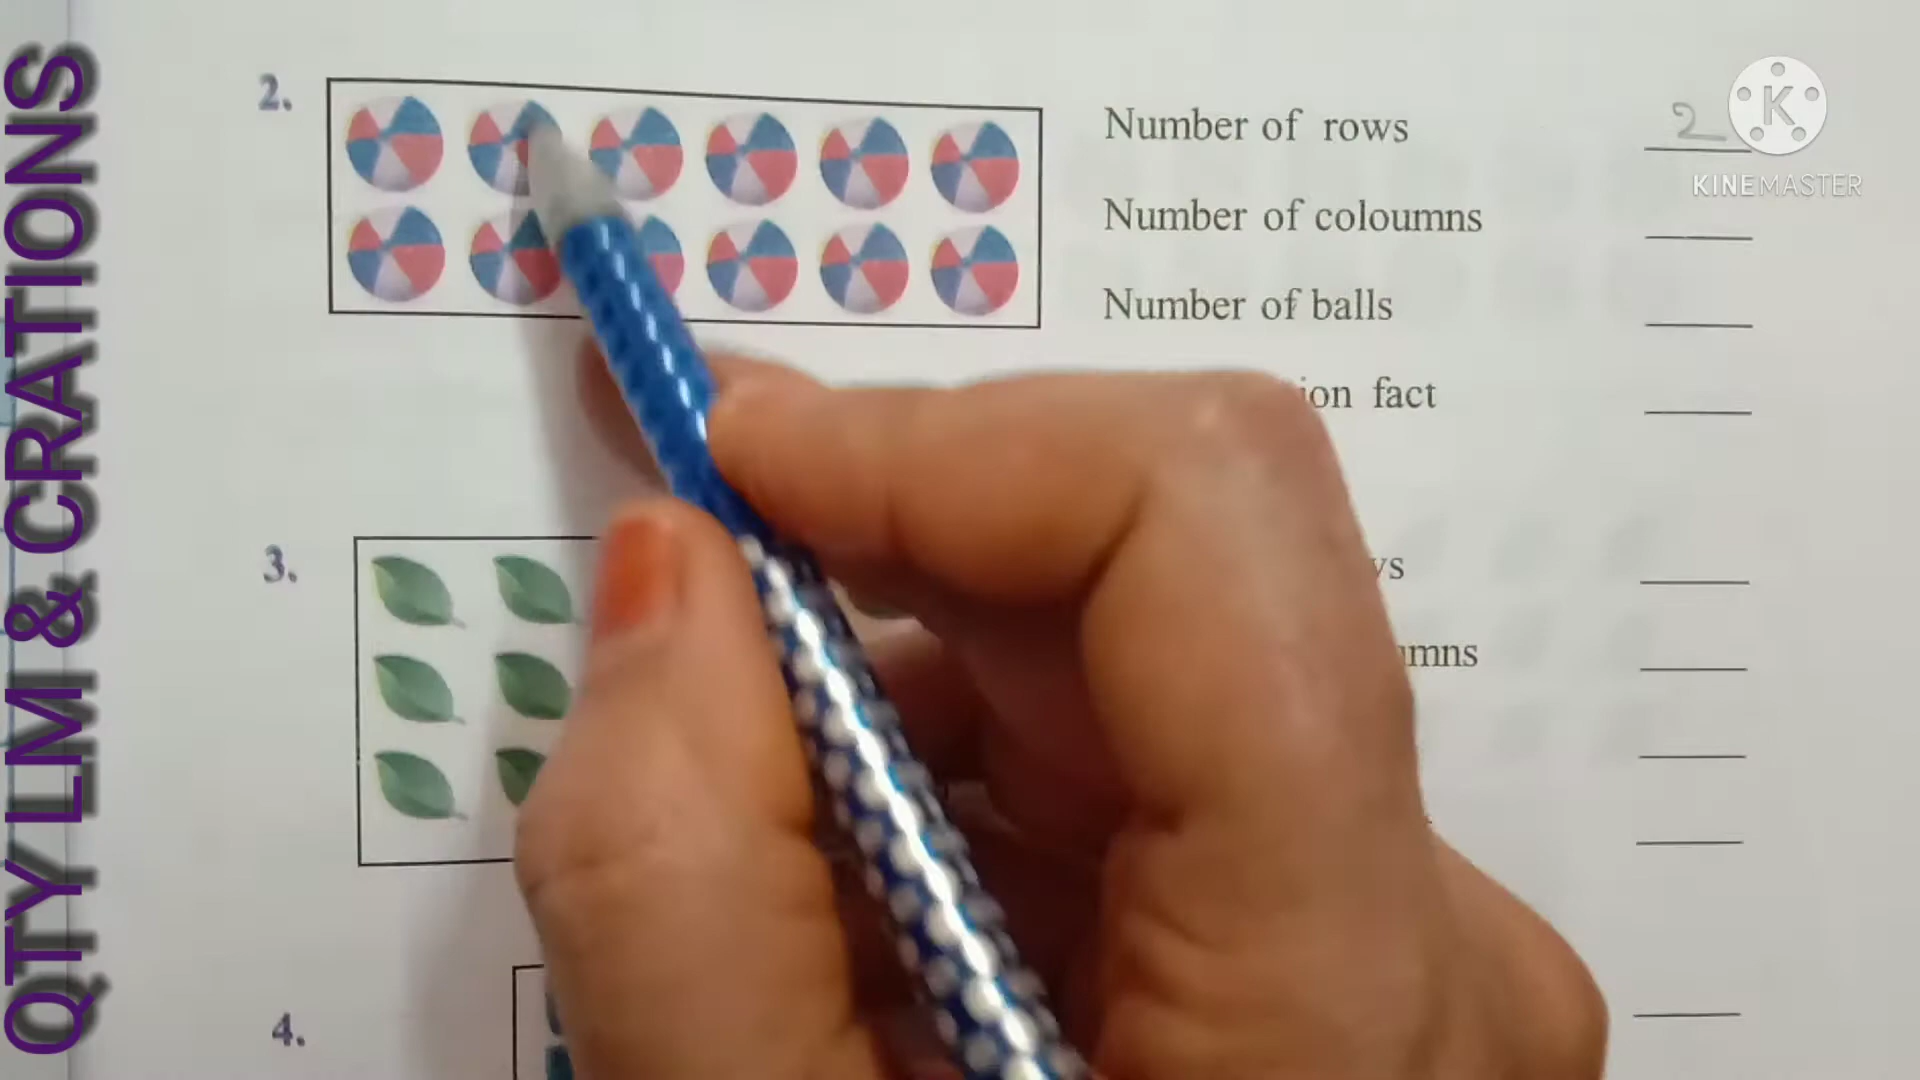 QTY LM & CRATIONS
2.
Number of rows 2
Number of coloumns
Number of balls
ion fact
3.
ws
umns
4.
KINEMASTER